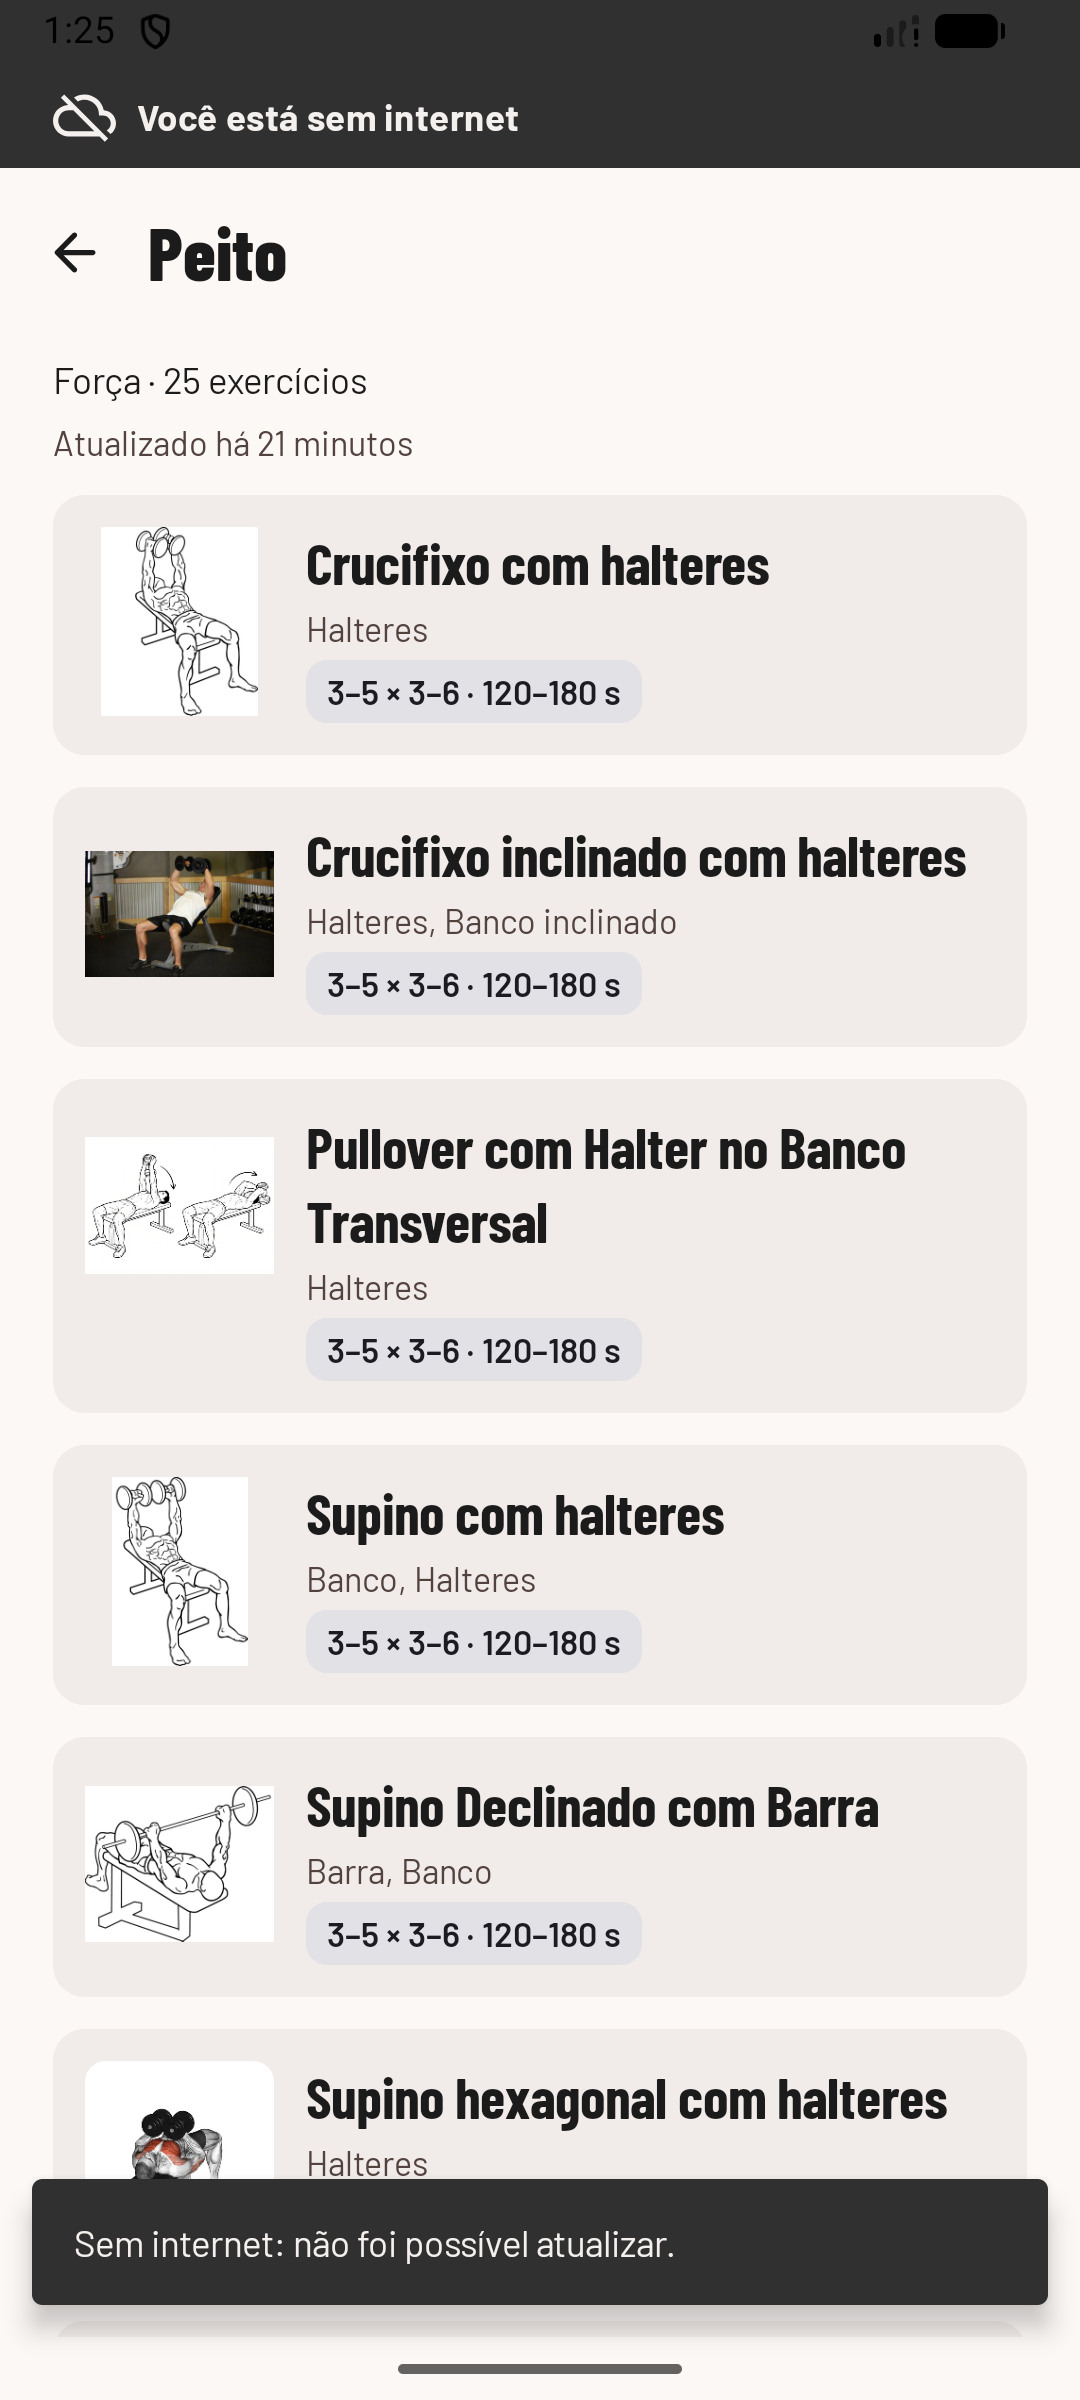 1:25
Você está sem internet
Peito
Força · 25 exercícios
Atualizado há 21 minutos
Crucifixo com halteres
Halteres
3–5 × 3–6 · 120–180 s
Crucifixo inclinado com halteres
Halteres, Banco inclinado
3–5 × 3–6 · 120–180 s
Pullover com Halter no Banco
Transversal
Halteres
3–5 × 3–6 · 120–180 s
Supino com halteres
Banco, Halteres
3–5 × 3–6 · 120–180 s
Supino Declinado com Barra
Barra, Banco
3–5 × 3–6 · 120–180 s
Supino hexagonal com halteres
Halteres
Sem internet: não foi possível atualizar.